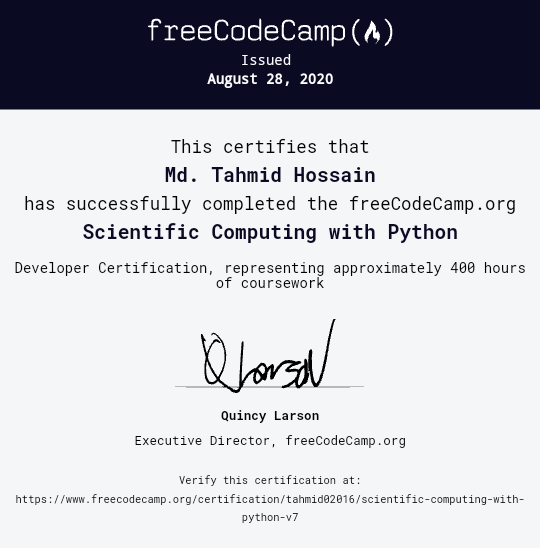 freeCodeCamp(🔥)
Issued
August 28, 2020
This certifies that
Md. Tahmid Hossain
has successfully completed the freeCodeCamp.org
Scientific Computing with Python
Developer Certification, representing approximately 400 hours
of coursework
Q Larson
Quincy Larson
Executive Director, freeCodeCamp.org
Verify this certification at:
https://www.freecodecamp.org/certification/tahmid02016/scientific-computing-with-
python-v7